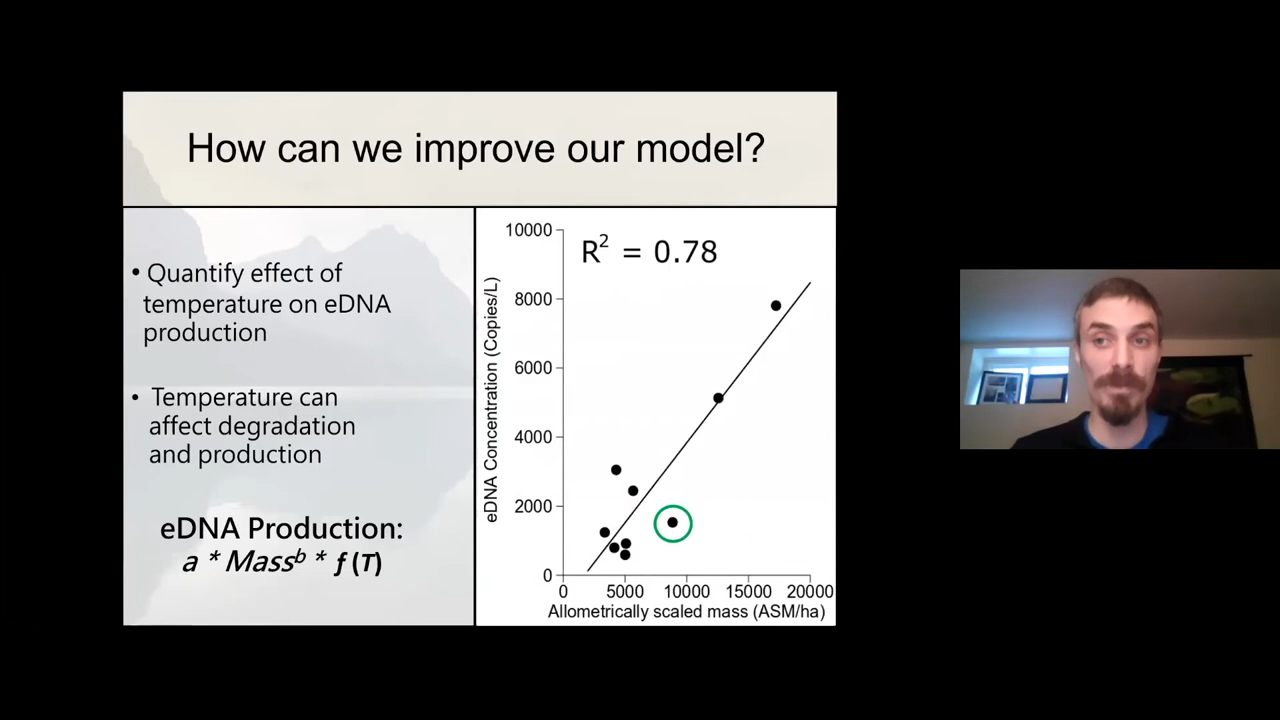 How can we improve our model?
• Quantify effect of
temperature on eDNA
production
• Temperature can
affect degradation
and production
eDNA Production:
a * Mass^b * f (T)
R² = 0.78
eDNA Concentration (Copies/L)
10000
8000
6000
4000
2000
0
0 5000 10000 15000 20000
Allometrically scaled mass (ASM/ha)